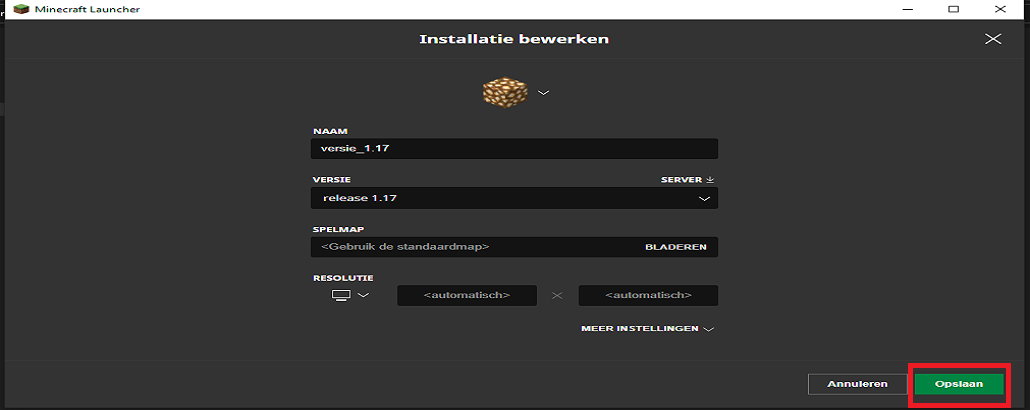 Minecraft Launcher
Installatie bewerken
NAAM
versie_1.17
VERSIE SERVER
release 1.17
SPELMAP
<Gebruik de standaardmap> BLADEREN
RESOLUTIE
<automatisch> <automatisch>
MEER INSTELLINGEN
Annuleren Opslaan